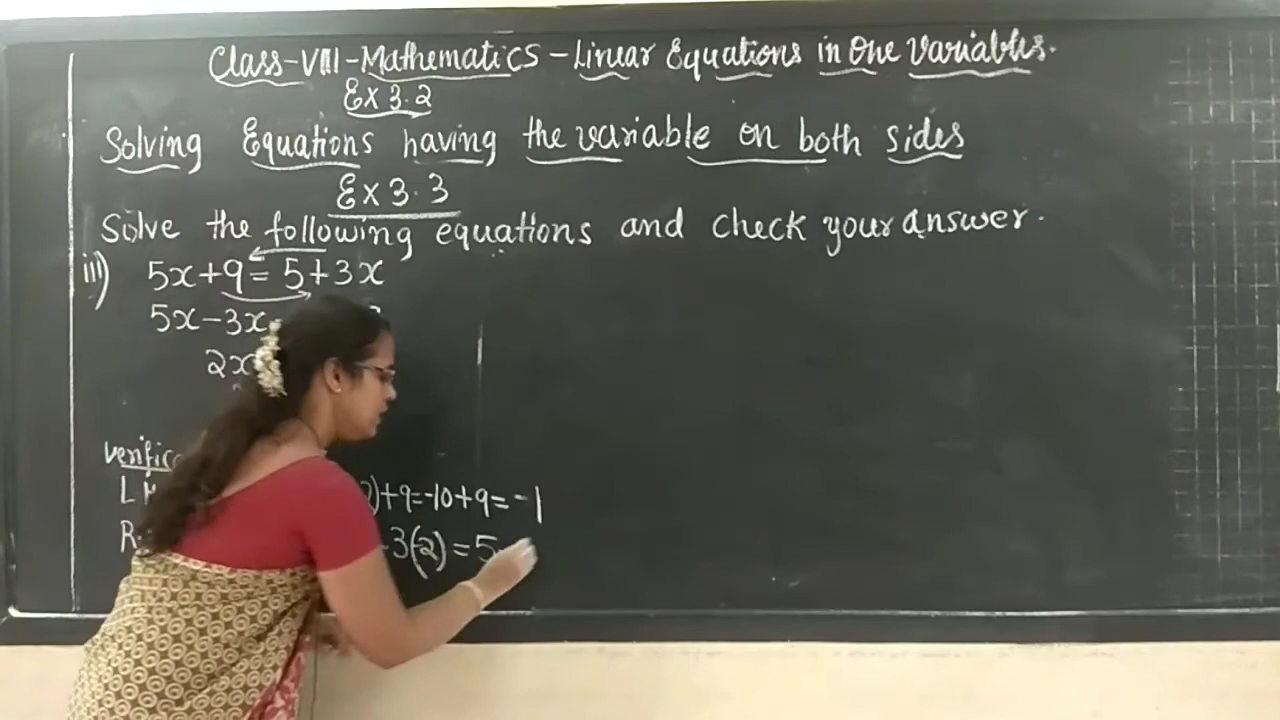 Class-VIII-Mathematics-Linear Equations in One Variables.
Ex 3.2
Solving Equations having the variable on both sides
Ex 3.3
Solve the following equations and check your answer.
iii) 5x+9=5+3x
5x-3x
2x
verific
L H )+9=-10+9=-1
R 3(-2)=5